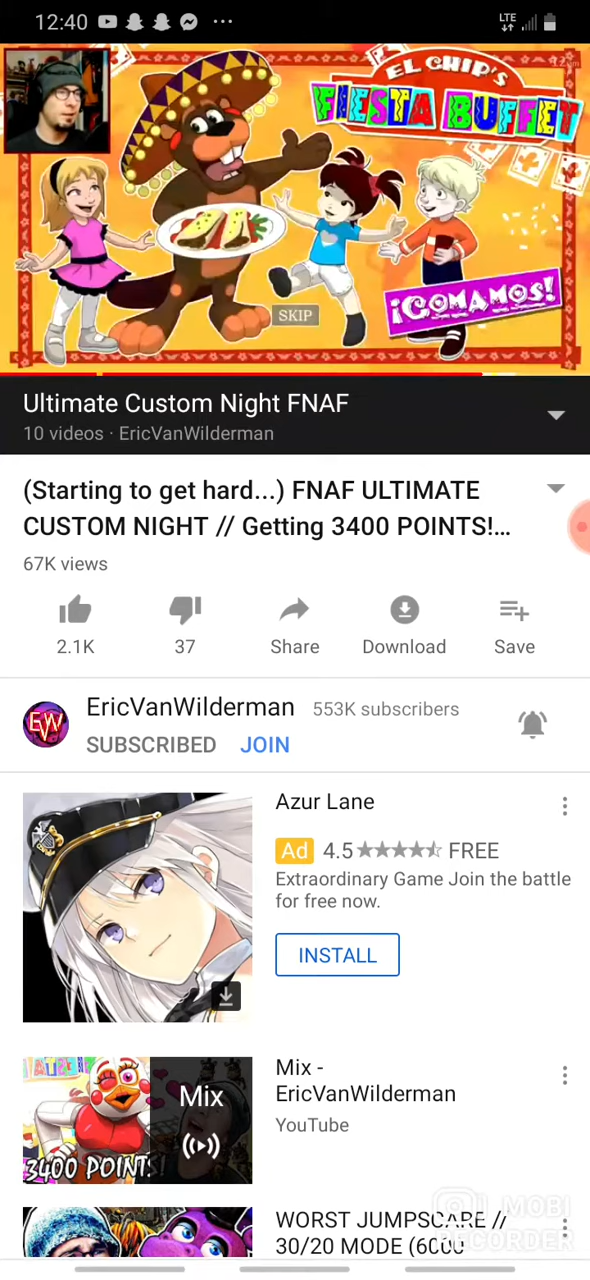 12:40
LTE
EL CHIP'S
FIESTA BUFFET
¡COMAMOS!
SKIP
Ultimate Custom Night FNAF
10 videos · EricVanWilderman
(Starting to get hard...) FNAF ULTIMATE
CUSTOM NIGHT // Getting 3400 POINTS!...
67K views
2.1K
37
Share
Download
Save
EW
EricVanWilderman 553K subscribers
SUBSCRIBED JOIN
Azur Lane
Ad 4.5 FREE
Extraordinary Game Join the battle
for free now.
INSTALL
Mix
3400 POINT
Mix -
EricVanWilderman
YouTube
WORST JUMPSCARE //
30/20 MODE (6000
MOBI
RECORDER